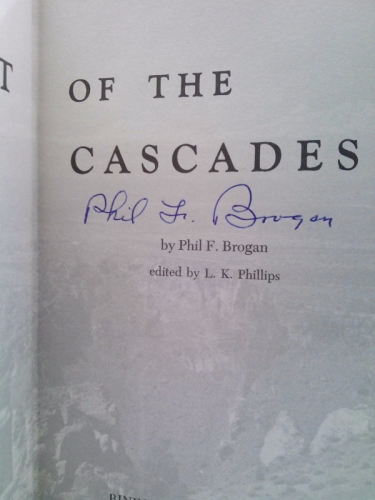 T OF THE
CASCADES
Phil F. Brogan
by Phil F. Brogan
edited by L. K. Phillips